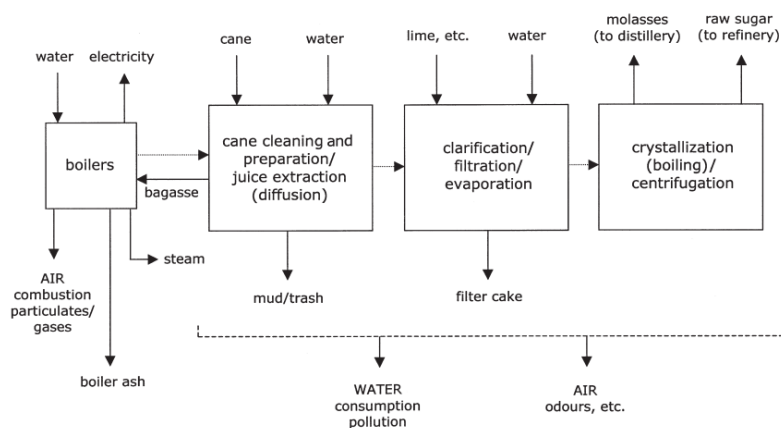 molasses
(to distillery)
raw sugar
(to refinery)
water
electricity
cane
water
lime, etc.
water
boilers
cane cleaning and
preparation/
juice extraction
(diffusion)
clarification/
filtration/
evaporation
crystallization
(boiling)/
centrifugation
bagasse
steam
AIR
combustion
particulates/
gases
mud/trash
filter cake
boiler ash
WATER
consumption
pollution
AIR
odours, etc.